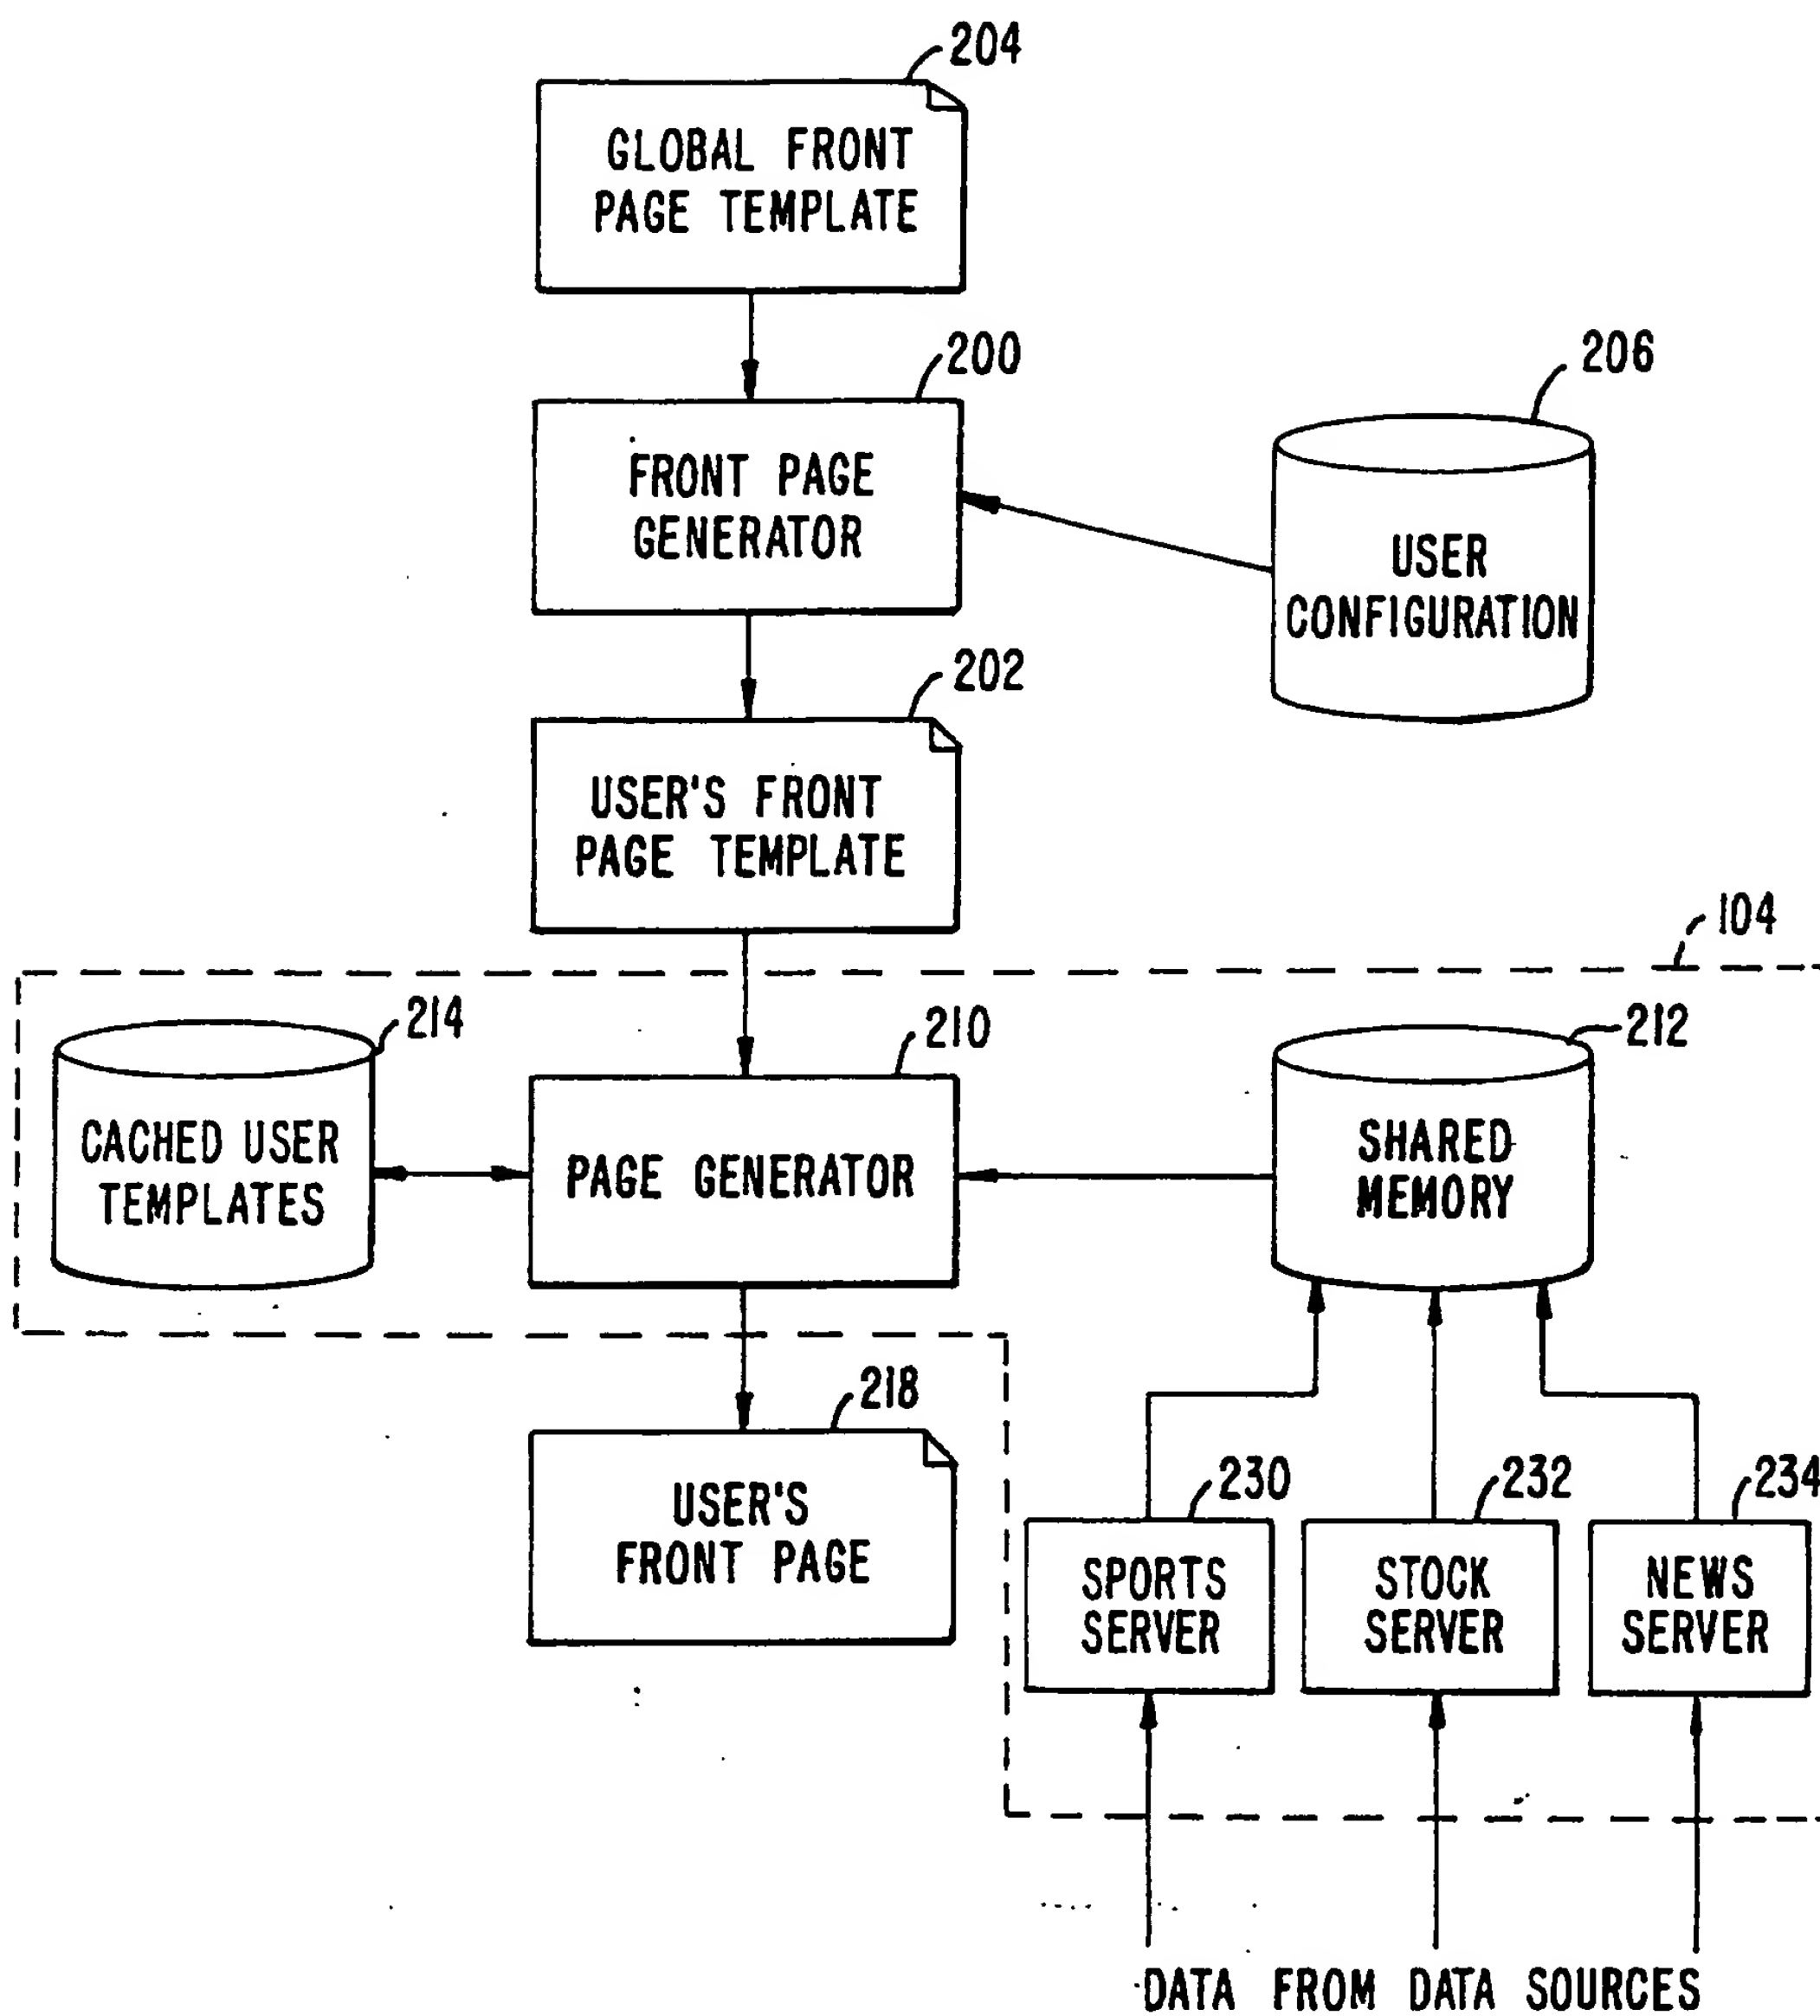 204
GLOBAL FRONT
PAGE TEMPLATE
200
FRONT PAGE
GENERATOR
206
USER
CONFIGURATION
202
USER'S FRONT
PAGE TEMPLATE
104
214
CACHED USER
TEMPLATES
210
PAGE GENERATOR
212
SHARED
MEMORY
218
USER'S
FRONT PAGE
230
SPORTS
SERVER
232
STOCK
SERVER
234
NEWS
SERVER
DATA FROM DATA SOURCES